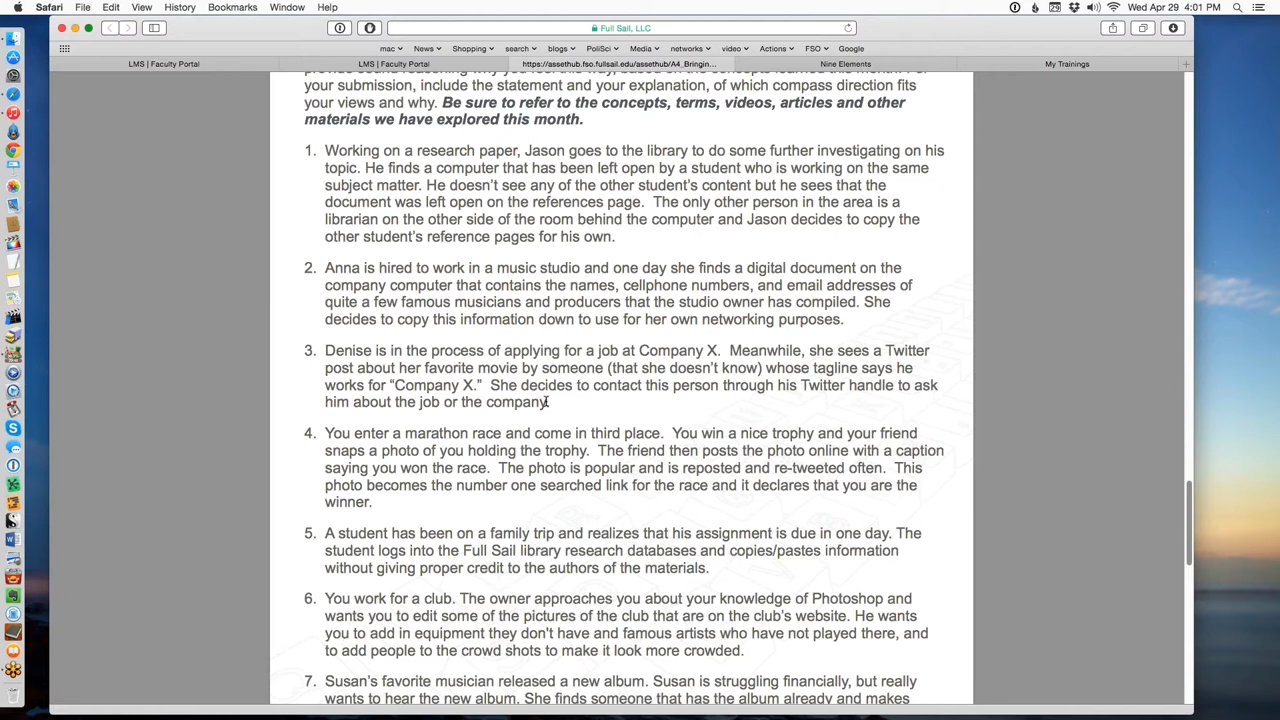 Safari File Edit View History Bookmarks Window Help Wed Apr 29 4:01 PM
Full Sail, LLC
mac News Shopping search blogs PoliSci Media networks video Actions FSO Google
LMS | Faculty Portal LMS | Faculty Portal https://assethub.fso.fullsail.edu/assethub/A4_Bringin... Nine Elements My Trainings
your submission, include the statement and your explanation, of which compass direction fits
your views and why. Be sure to refer to the concepts, terms, videos, articles and other
materials we have explored this month.
1. Working on a research paper, Jason goes to the library to do some further investigating on his
topic. He finds a computer that has been left open by a student who is working on the same
subject matter. He doesn't see any of the other student's content but he sees that the
document was left open on the references page. The only other person in the area is a
librarian on the other side of the room behind the computer and Jason decides to copy the
other student's reference pages for his own.
2. Anna is hired to work in a music studio and one day she finds a digital document on the
company computer that contains the names, cellphone numbers, and email addresses of
quite a few famous musicians and producers that the studio owner has compiled. She
decides to copy this information down to use for her own networking purposes.
3. Denise is in the process of applying for a job at Company X. Meanwhile, she sees a Twitter
post about her favorite movie by someone (that she doesn't know) whose tagline says he
works for "Company X." She decides to contact this person through his Twitter handle to ask
him about the job or the company.
4. You enter a marathon race and come in third place. You win a nice trophy and your friend
snaps a photo of you holding the trophy. The friend then posts the photo online with a caption
saying you won the race. The photo is popular and is reposted and re-tweeted often. This
photo becomes the number one searched link for the race and it declares that you are the
winner.
5. A student has been on a family trip and realizes that his assignment is due in one day. The
student logs into the Full Sail library research databases and copies/pastes information
without giving proper credit to the authors of the materials.
6. You work for a club. The owner approaches you about your knowledge of Photoshop and
wants you to edit some of the pictures of the club that are on the club's website. He wants
you to add in equipment they don't have and famous artists who have not played there, and
to add people to the crowd shots to make it look more crowded.
7. Susan's favorite musician released a new album. Susan is struggling financially, but really
wants to hear the new album. She finds someone that has the album already and makes